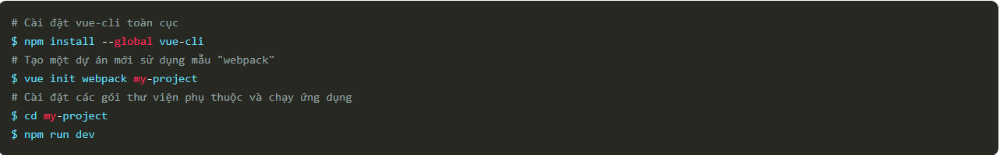 # Cài đặt vue-cli toàn cục
$ npm install --global vue-cli
# Tạo một dự án mới sử dụng mẫu "webpack"
$ vue init webpack my-project
# Cài đặt các gói thư viện phụ thuộc và chạy ứng dụng
$ cd my-project
$ npm run dev